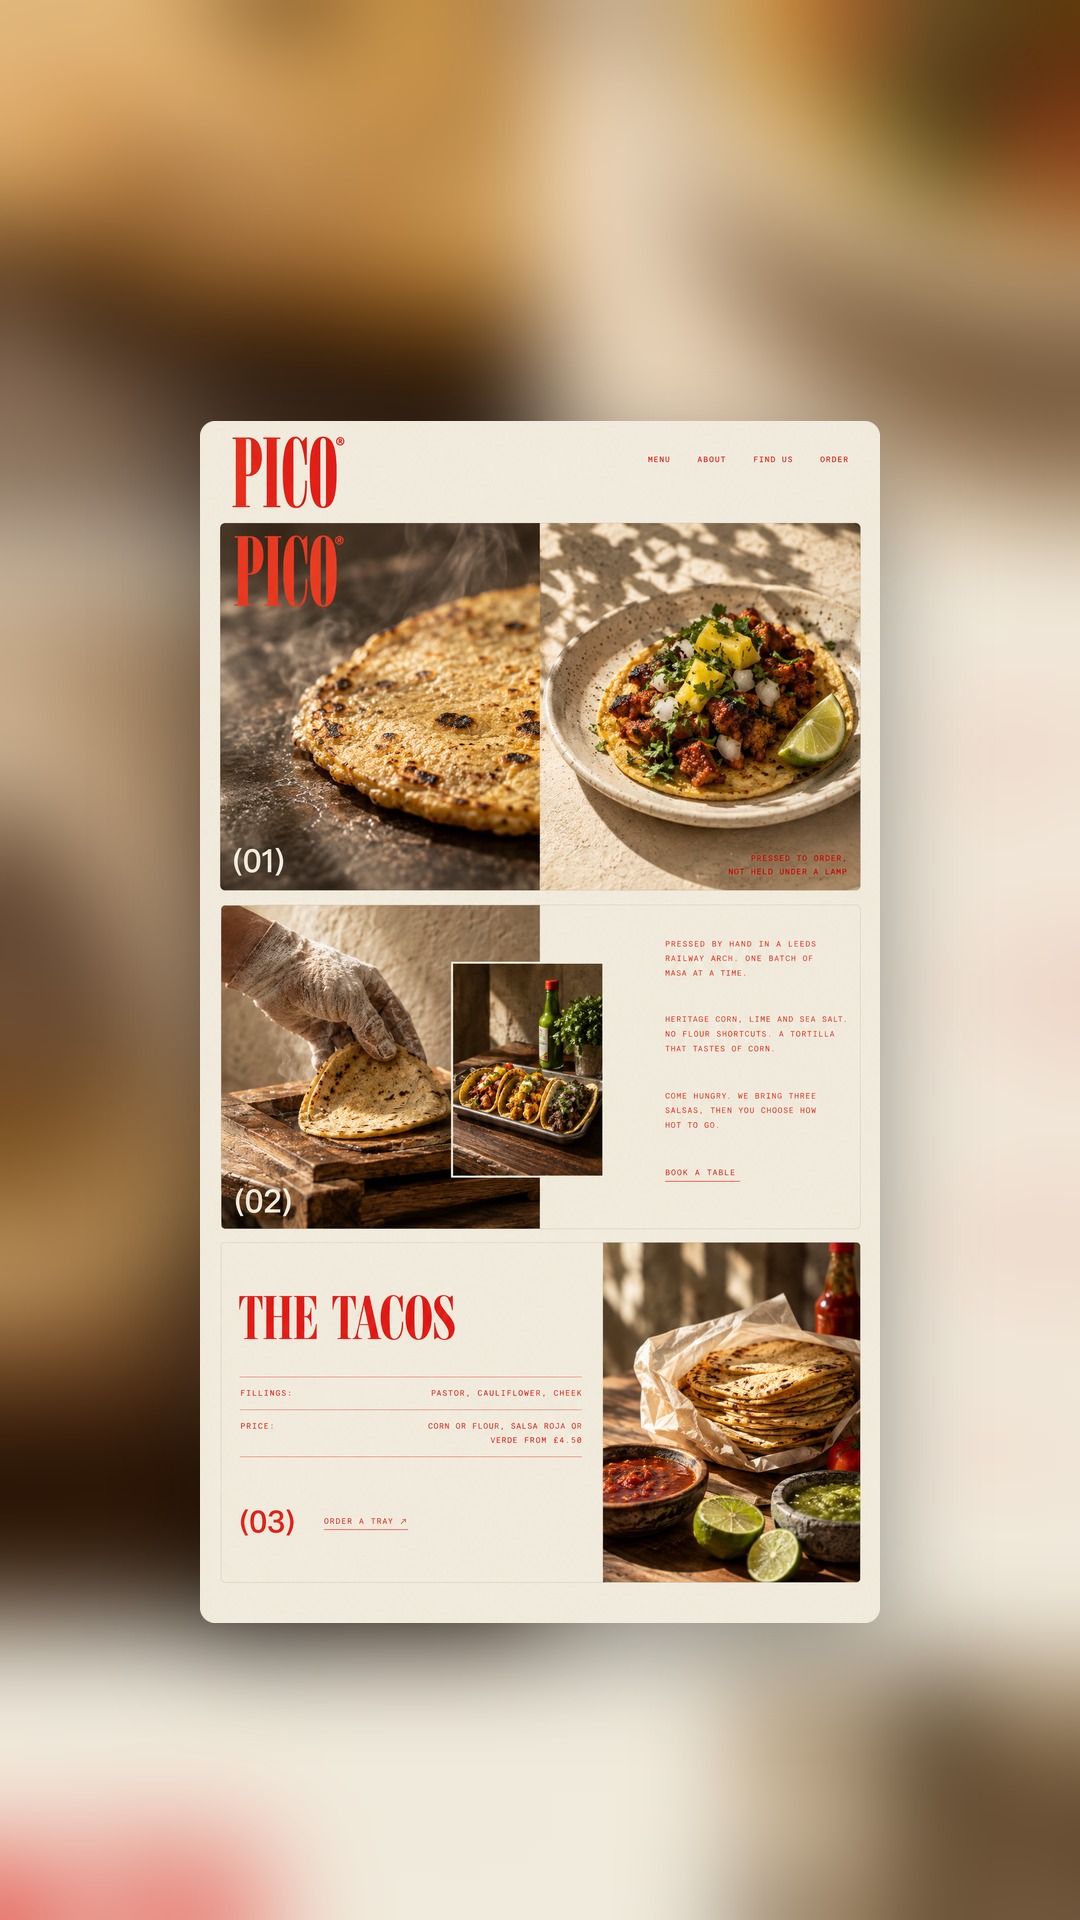 PICO®
MENU ABOUT FIND US ORDER
PICO®
(01)
PRESSED TO ORDER,
NOT HELD UNDER A LAMP
PRESSED BY HAND IN A LEEDS
RAILWAY ARCH. ONE BATCH OF
MASA AT A TIME.
HERITAGE CORN, LIME AND SEA SALT.
NO FLOUR SHORTCUTS. A TORTILLA
THAT TASTES OF CORN.
COME HUNGRY. WE BRING THREE
SALSAS, THEN YOU CHOOSE HOW
HOT TO GO.
BOOK A TABLE
(02)
THE TACOS
FILLINGS: PASTOR, CAULIFLOWER, CHEEK
PRICE: CORN OR FLOUR, SALSA ROJA OR
VERDE FROM £4.50
(03) ORDER A TRAY ↗